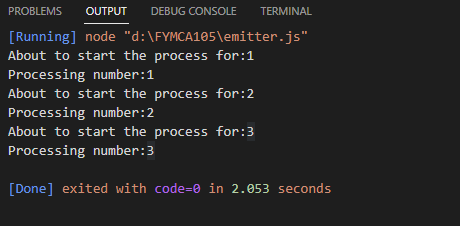 PROBLEMS OUTPUT DEBUG CONSOLE TERMINAL
[Running] node "d:\FYMCA105\emitter.js"
About to start the process for:1
Processing number:1
About to start the process for:2
Processing number:2
About to start the process for:3
Processing number:3
[Done] exited with code=0 in 2.053 seconds